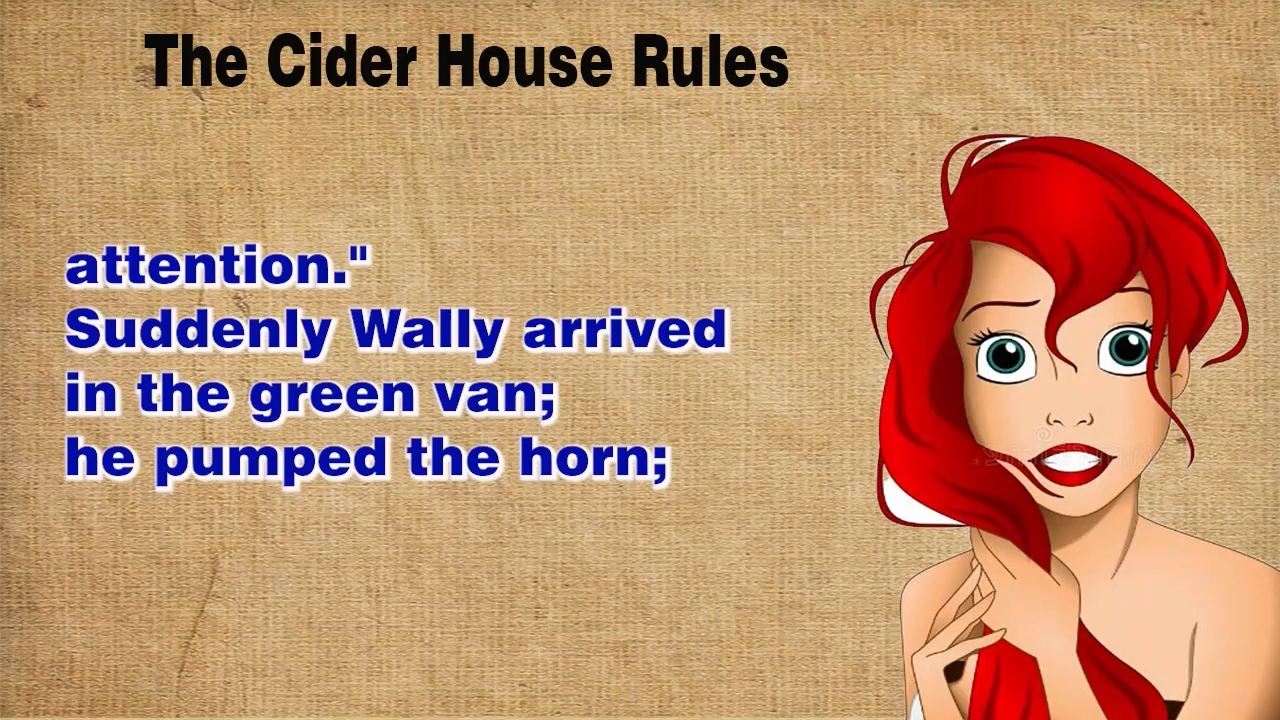 The Cider House Rules
attention."
Suddenly Wally arrived
in the green van;
he pumped the horn;